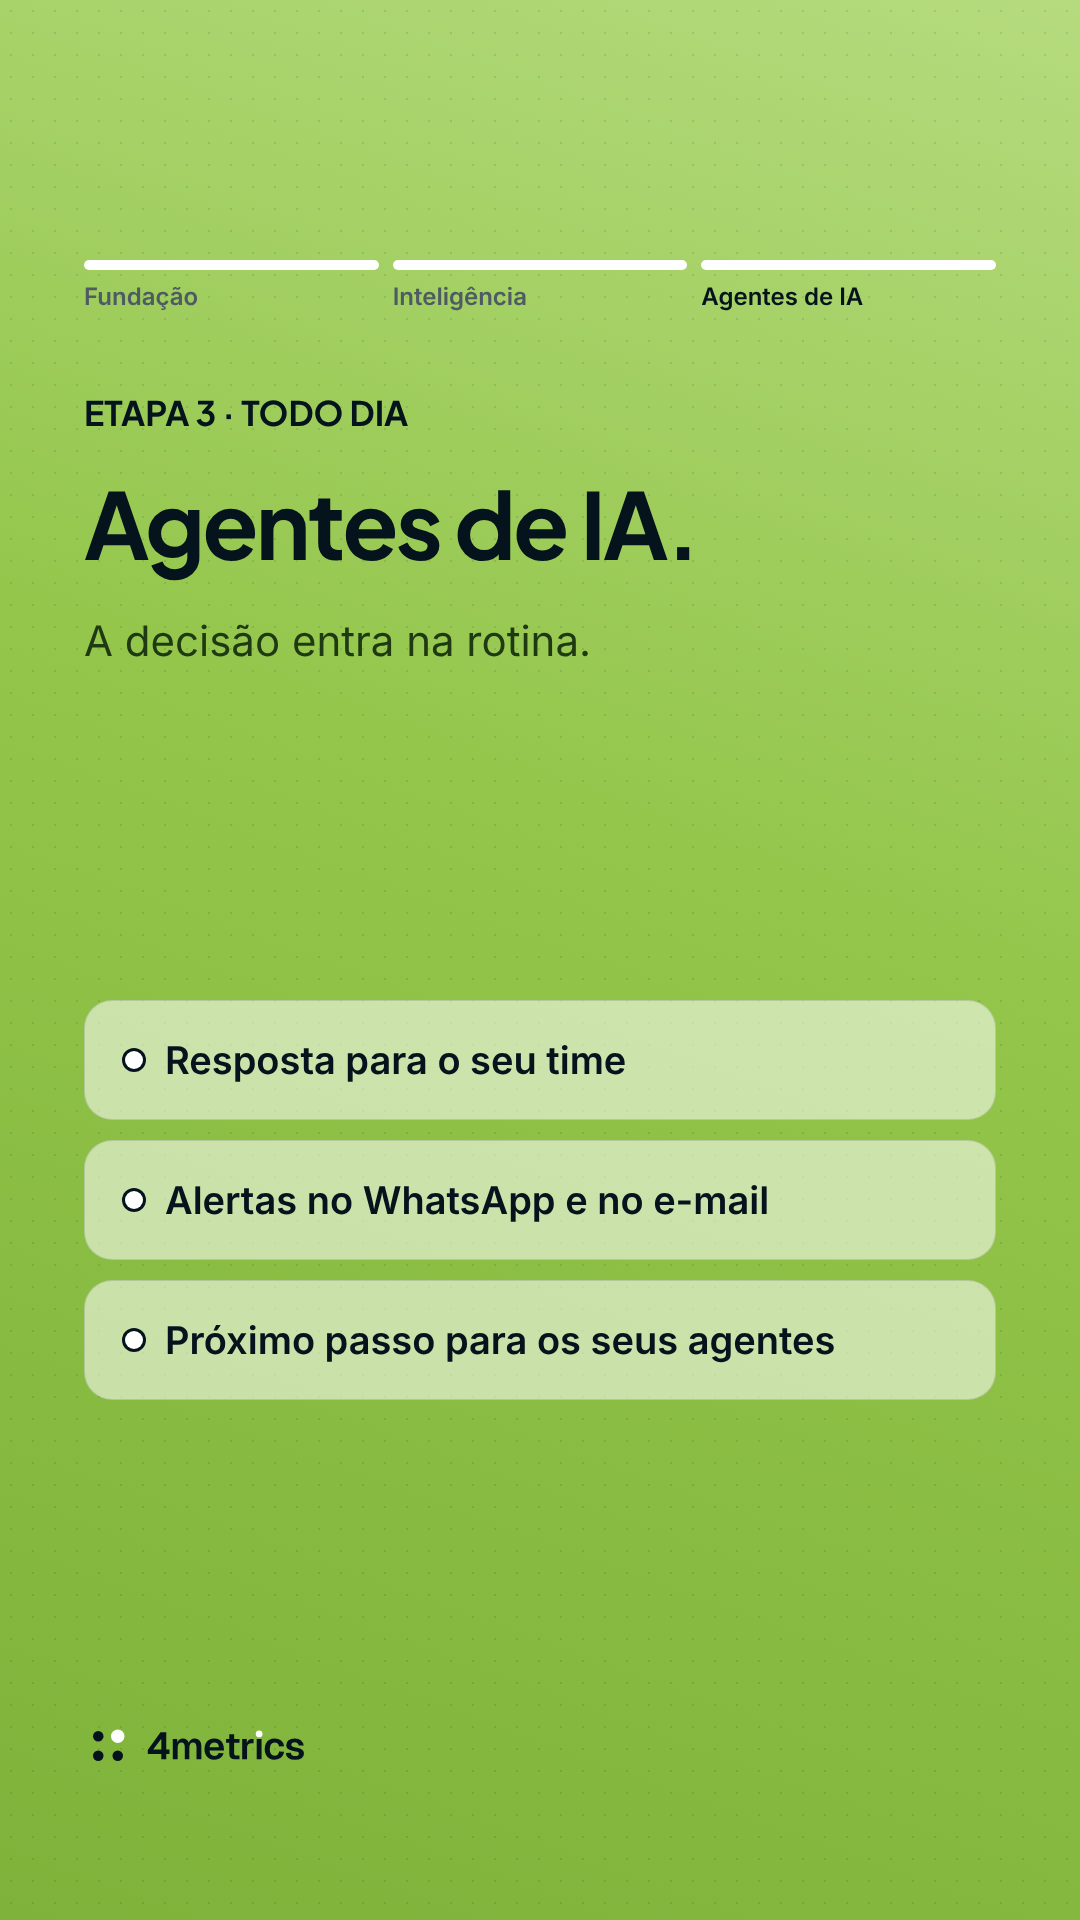 Fundação
Inteligência
Agentes de IA
ETAPA 3 · TODO DIA
Agentes de IA.
A decisão entra na rotina.
Resposta para o seu time
Alertas no WhatsApp e no e-mail
Próximo passo para os seus agentes
4metrics